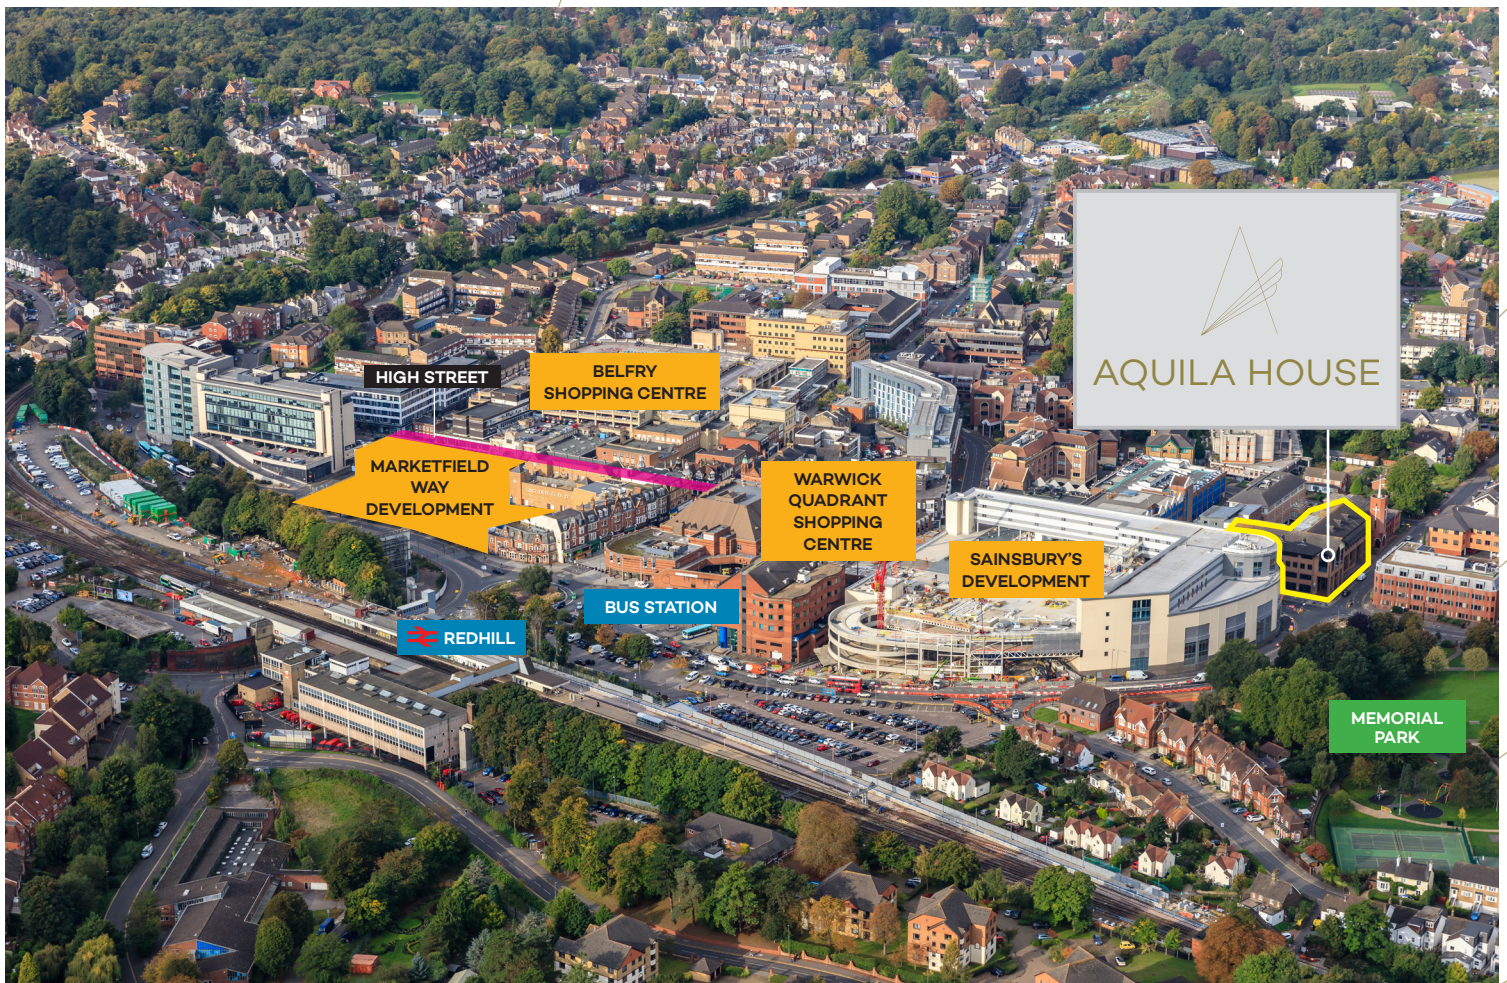 AQUILA HOUSE
HIGH STREET
BELFRY
SHOPPING CENTRE
MARKETFIELD
WAY
DEVELOPMENT
WARWICK
QUADRANT
SHOPPING
CENTRE
SAINSBURY'S
DEVELOPMENT
BUS STATION
REDHILL
MEMORIAL
PARK